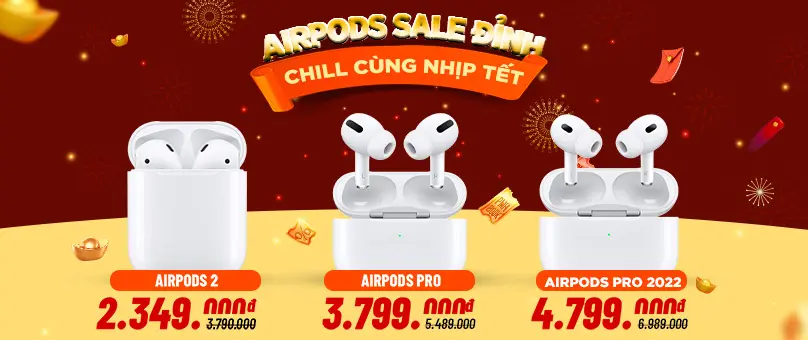 AIRPODS SALE ĐỈNH
CHILL CÙNG NHỊP TẾT
AIRPODS 2
2.349.000đ
3.790.000
AIRPODS PRO
3.799.000đ
5.489.000
AIRPODS PRO 2022
4.799.000đ
6.989.000